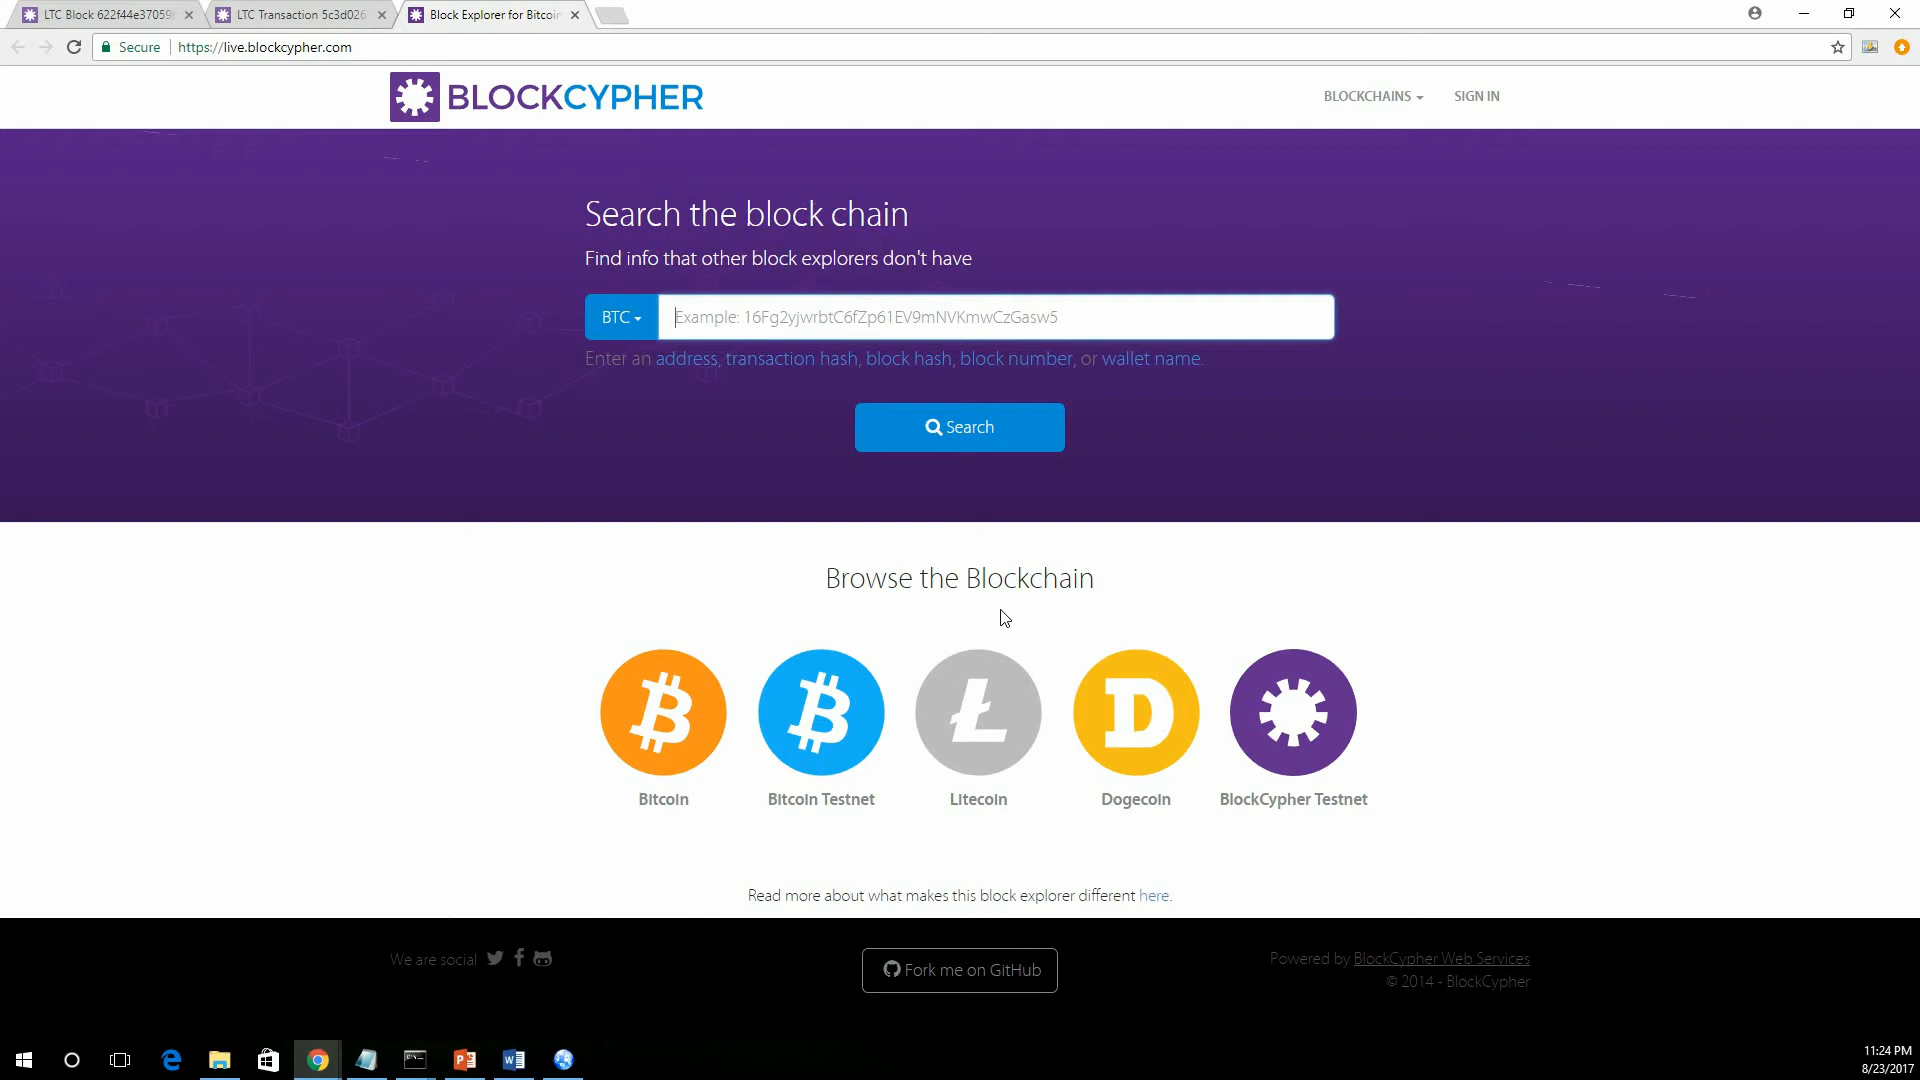 LTC Block 622f44e37059
LTC Transaction 5c3d026
Block Explorer for Bitcoin
Secure
https://live.blockcypher.com
BLOCKCYPHER
BLOCKCHAINS
SIGN IN
Search the block chain
Find info that other block explorers don't have
BTC
Example: 16Fg2yjwrbtC6fZp61EV9mNVKmwCzGasw5
Enter an address, transaction hash, block hash, block number, or wallet name.
Search
Browse the Blockchain
Bitcoin
Bitcoin Testnet
Litecoin
Dogecoin
BlockCypher Testnet
Read more about what makes this block explorer different here.
We are social
Fork me on GitHub
Powered by BlockCypher Web Services
© 2014 - BlockCypher
11:24 PM
8/23/2017